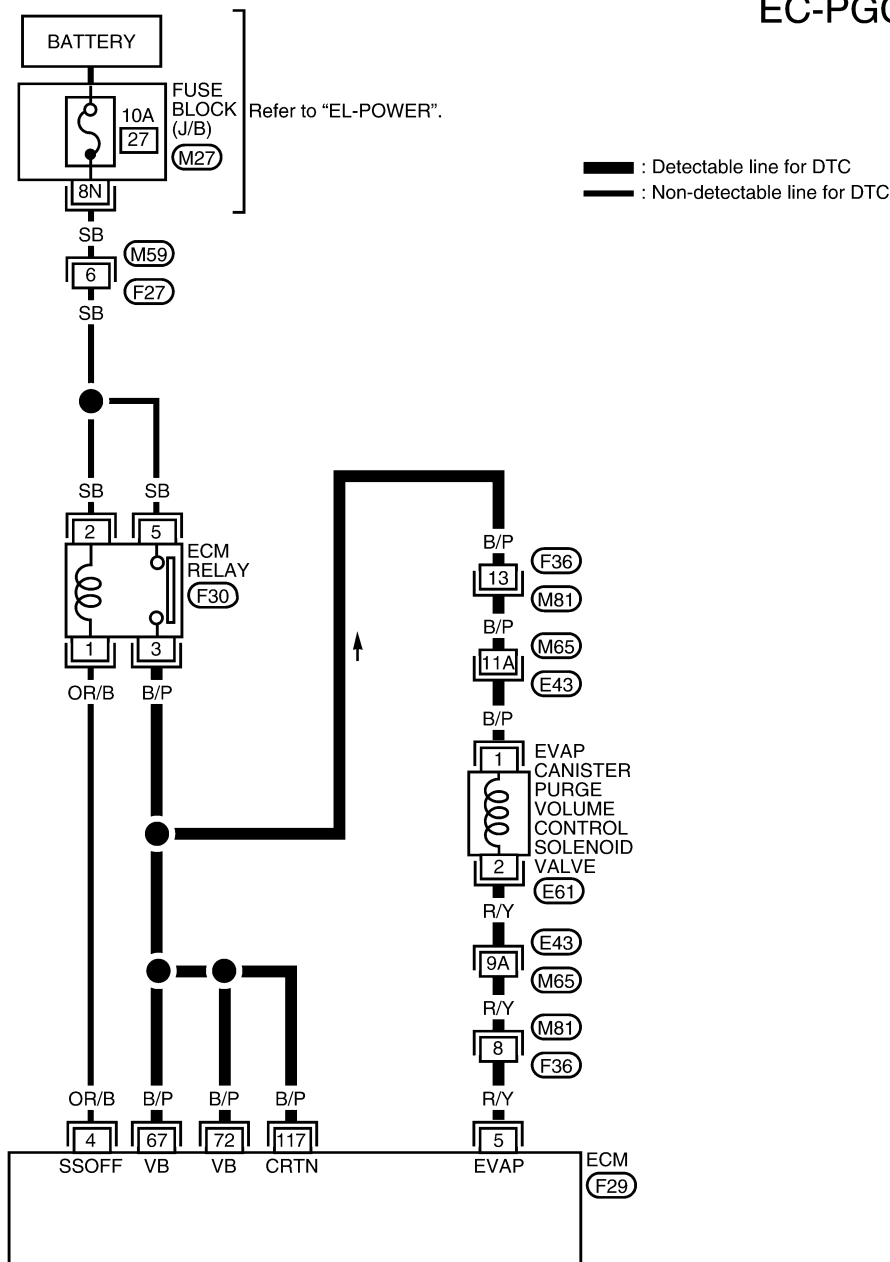 EC-PGC
BATTERY
FUSE
BLOCK
(J/B)
M27
10A
27
Refer to “EL-POWER”.
8N
: Detectable line for DTC
: Non-detectable line for DTC
SB
M59
6
F27
SB
SB SB
2 5
ECM
RELAY
F30
1 3
OR/B B/P
B/P
F36
13
M81
B/P
M65
11A
E43
B/P
1
EVAP
CANISTER
PURGE
VOLUME
CONTROL
SOLENOID
VALVE
2
E61
R/Y
E43
9A
M65
R/Y
M81
8
F36
OR/B B/P B/P B/P R/Y
4 67 72 117 5
SSOFF VB VB CRTN EVAP
ECM
F29